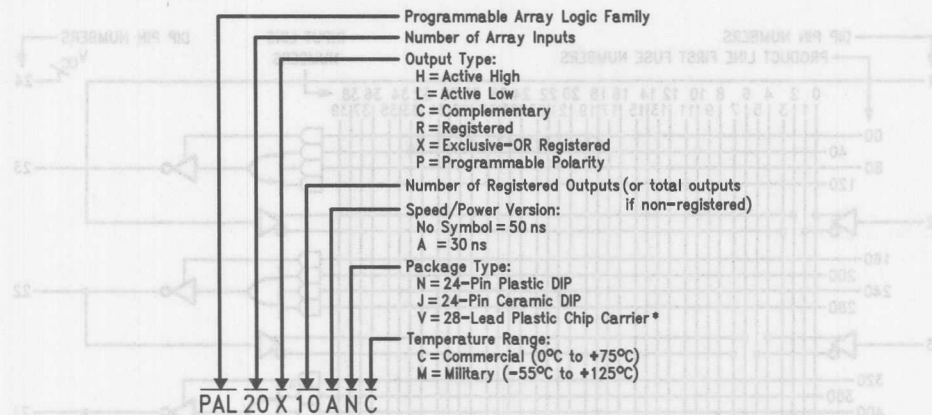 Programmable Array Logic Family
Number of Array Inputs
Output Type:
H = Active High
L = Active Low
C = Complementary
R = Registered
X = Exclusive-OR Registered
P = Programmable Polarity
Number of Registered Outputs (or total outputs
if non-registered)
Speed/Power Version:
No Symbol = 50 ns
A = 30 ns
Package Type:
N = 24-Pin Plastic DIP
J = 24-Pin Ceramic DIP
V = 28-Lead Plastic Chip Carrier*
Temperature Range:
C = Commercial (0°C to +75°C)
M = Military (-55°C to +125°C)
PAL 20 X 10 A N C